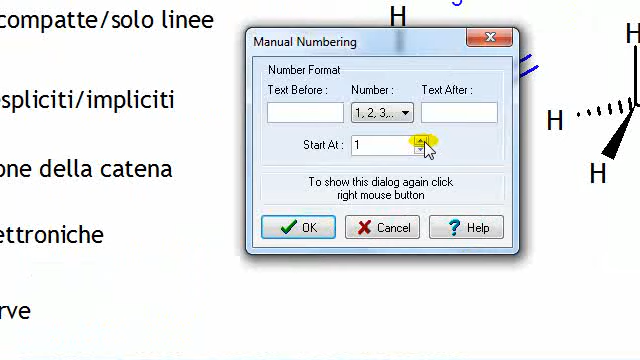 compatte/solo linee
H
Manual Numbering
H
Number Format
Text Before :
Number :
Text After :
espliciti/impliciti
1, 2, 3,..
H
Start At :
1
one della catena
H
To show this dialog again click
right mouse button
ettroniche
OK
Cancel
? Help
rve